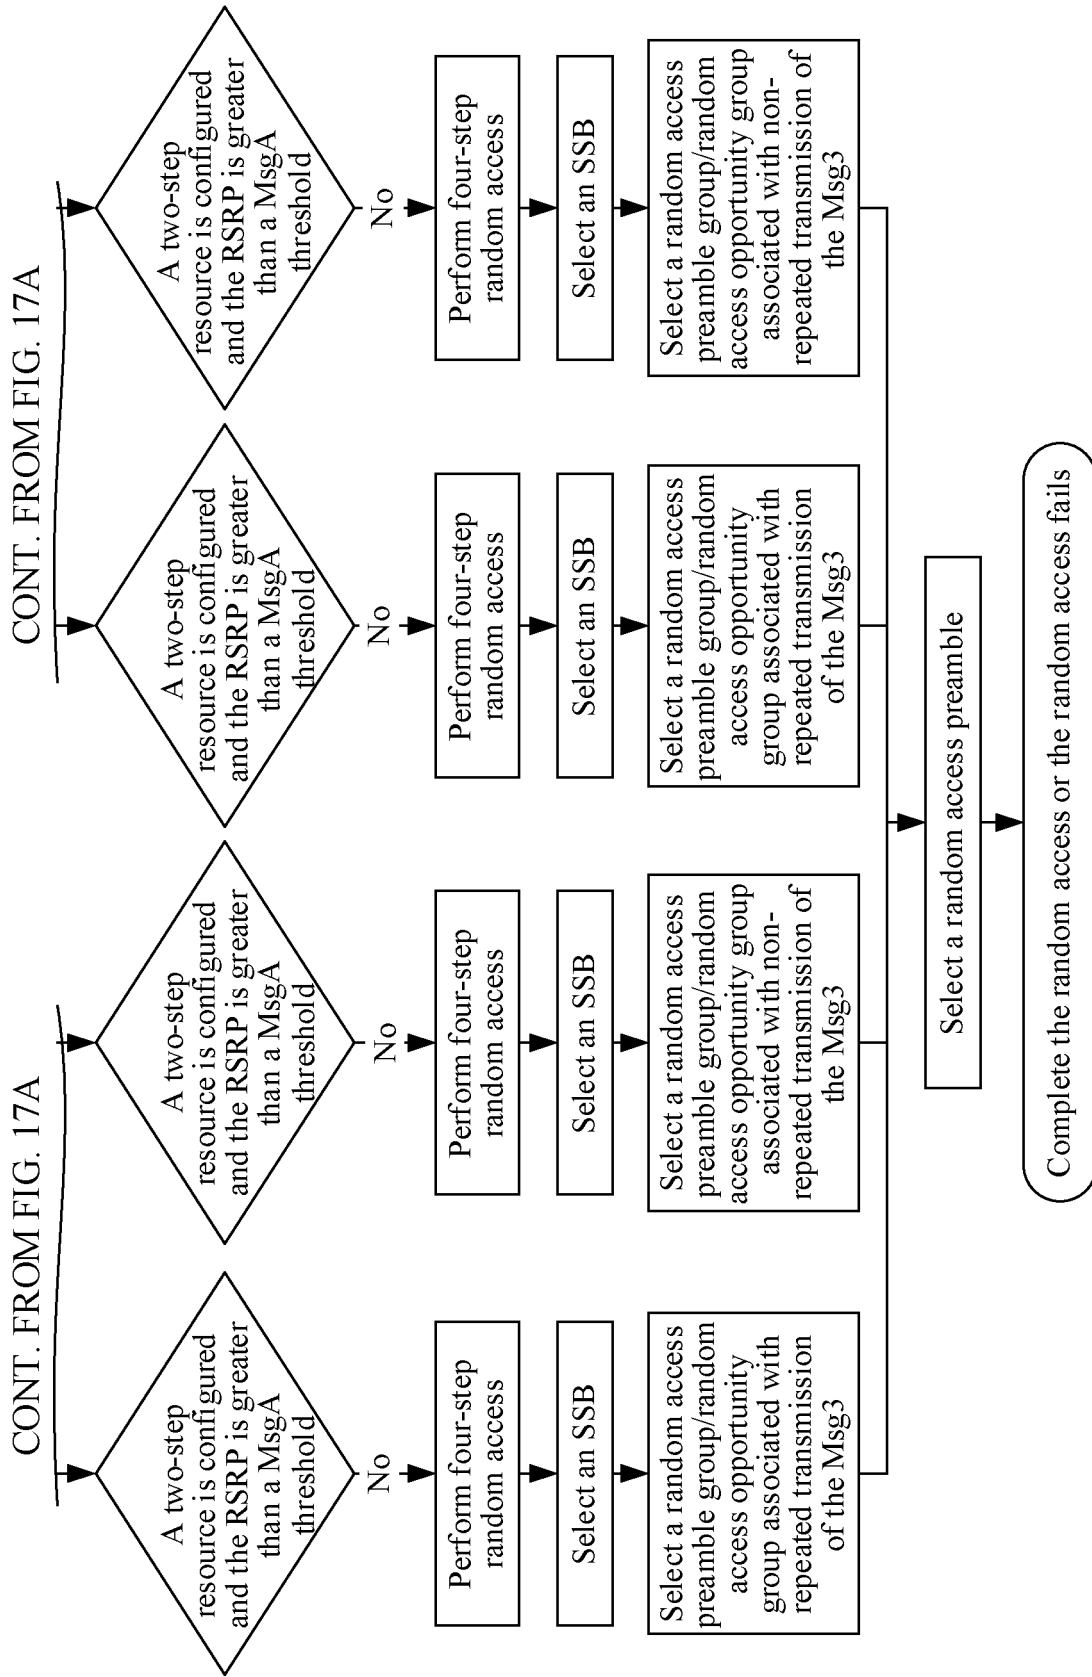 CONT. FROM FIG. 17A
CONT. FROM FIG. 17A
A two-step
resource is configured
and the RSRP is greater
than a MsgA
threshold
No
Perform four-step
random access
Select an SSB
Select a random access
preamble group/random
access opportunity
group associated with
repeated transmission
of the Msg3
A two-step
resource is configured
and the RSRP is greater
than a MsgA
threshold
No
Perform four-step
random access
Select an SSB
Select a random access
preamble group/random
access opportunity group
associated with non-
repeated transmission of
the Msg3
A two-step
resource is configured
and the RSRP is greater
than a MsgA
threshold
No
Perform four-step
random access
Select an SSB
Select a random access
preamble group/random
access opportunity
group associated with
repeated transmission
of the Msg3
A two-step
resource is configured
and the RSRP is greater
than a MsgA
threshold
No
Perform four-step
random access
Select an SSB
Select a random access
preamble group/random
access opportunity group
associated with non-
repeated transmission of
the Msg3
Select a random access preamble
Complete the random access or the random access fails